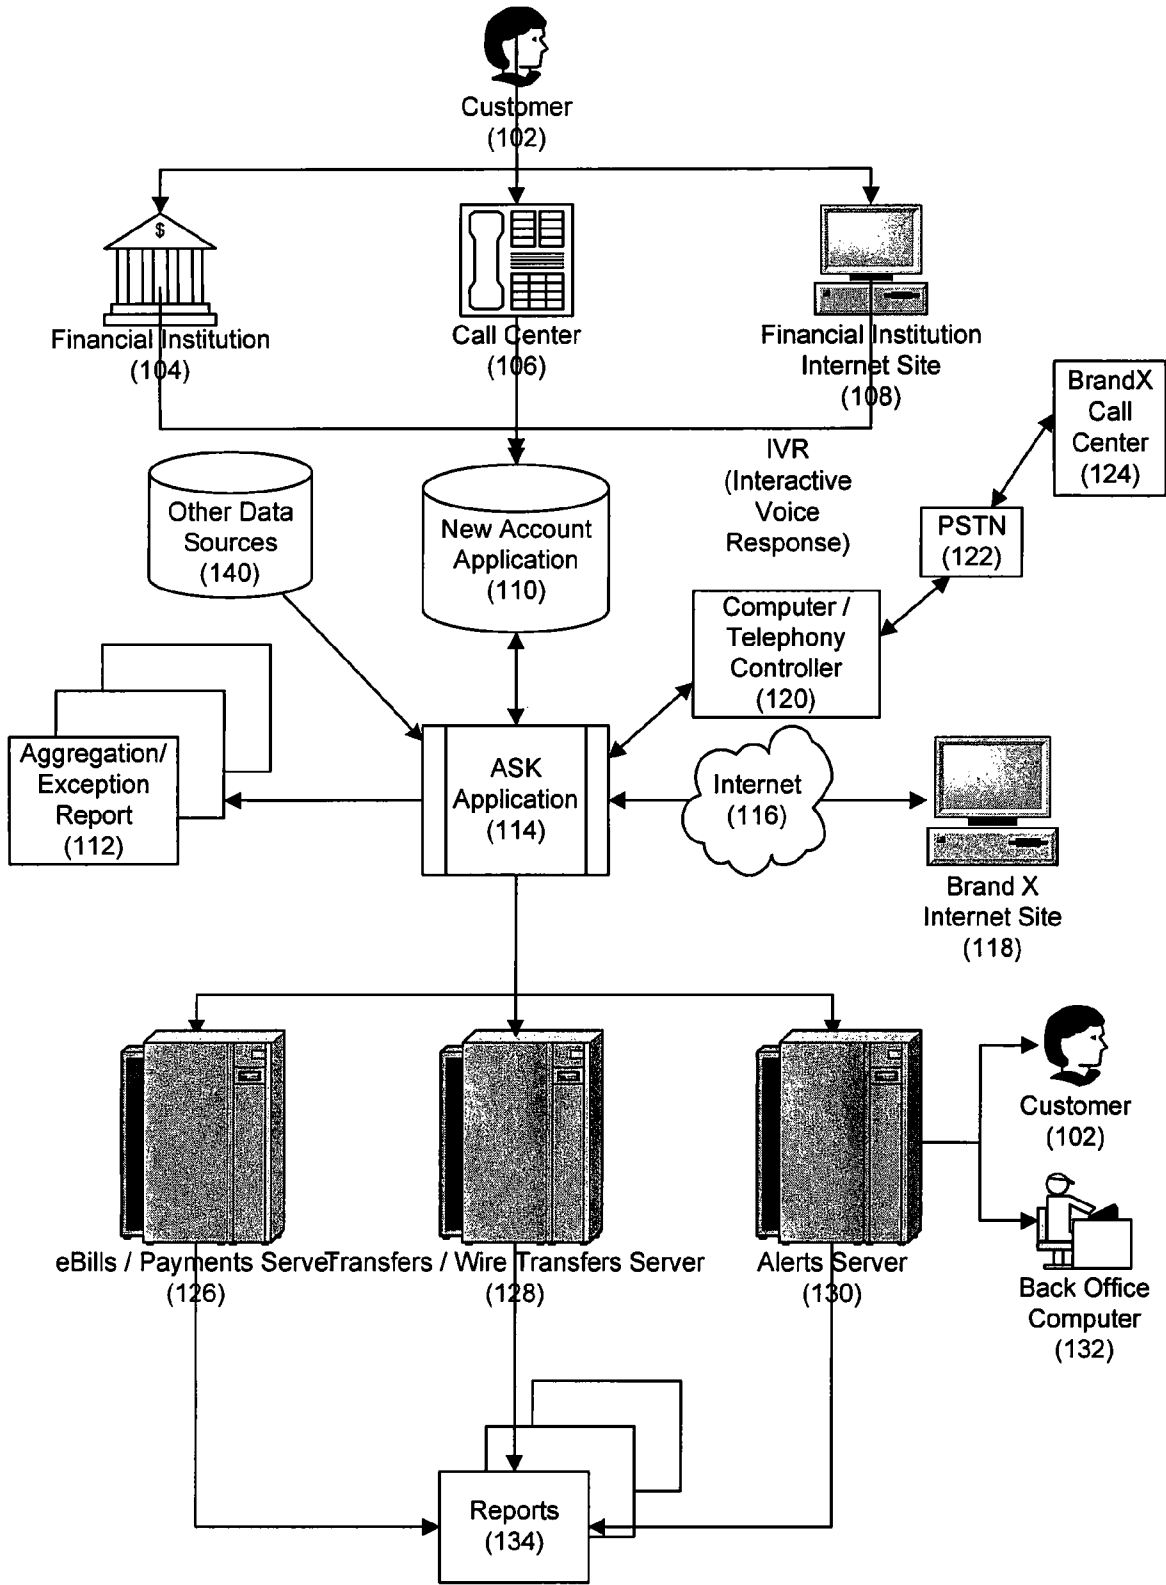 Customer
(102)
$
Financial Institution
(104)
Call Center
(106)
Financial Institution
Internet Site
(108)
BrandX
Call
Center
(124)
IVR
(Interactive
Voice
Response)
PSTN
(122)
Other Data
Sources
(140)
New Account
Application
(110)
Computer /
Telephony
Controller
(120)
Aggregation/
Exception
Report
(112)
ASK
Application
(114)
Internet
(116)
Brand X
Internet Site
(118)
Customer
(102)
eBills / Payments Server
(126)
Transfers / Wire Transfers Server
(128)
Alerts Server
(130)
Back Office
Computer
(132)
Reports
(134)